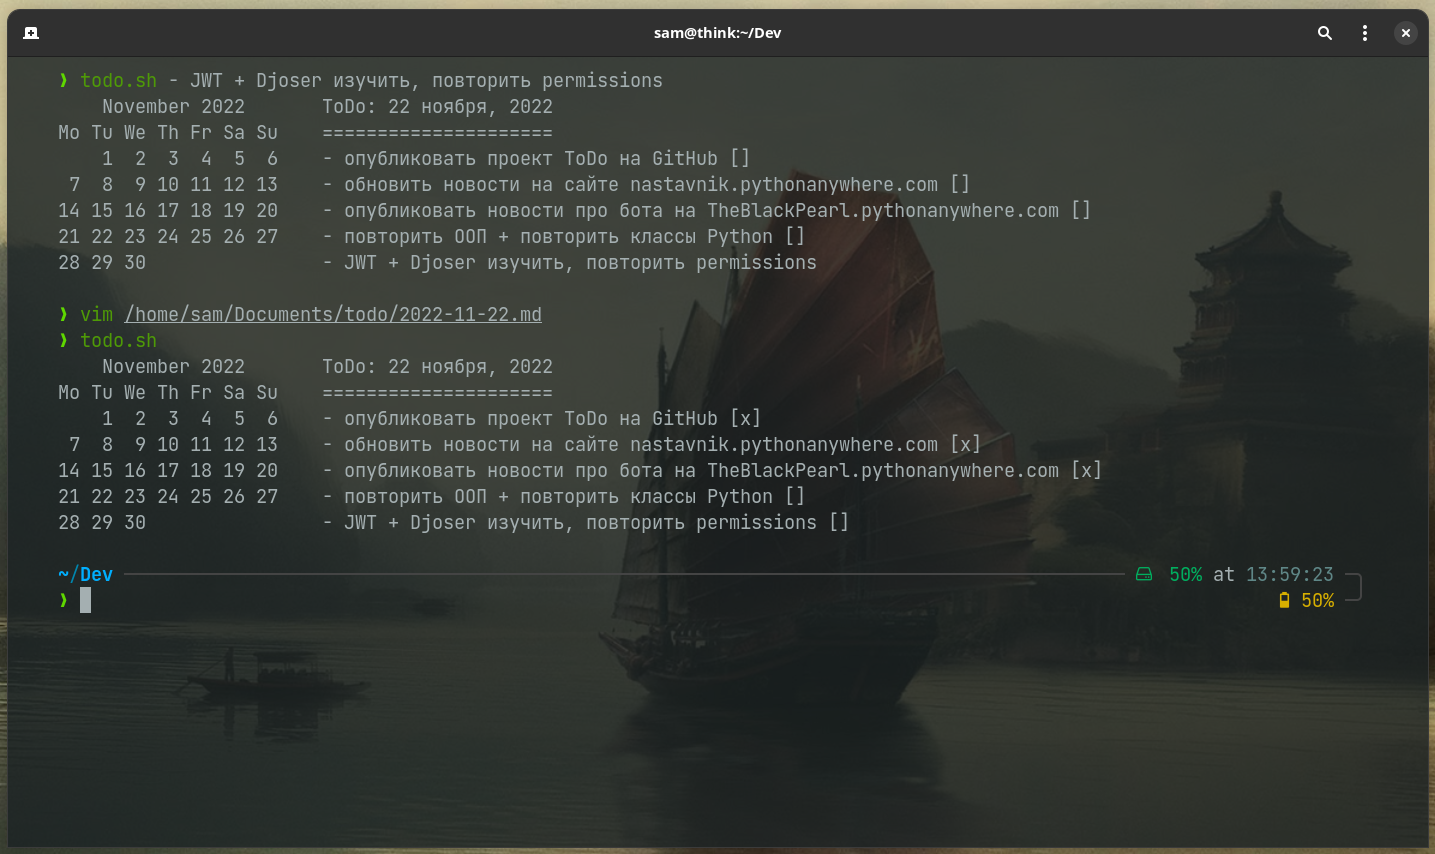 sam@think:~/Dev
❯ todo.sh - JWT + Djoser изучить, повторить permissions
    November 2022       ToDo: 22 ноября, 2022
Mo Tu We Th Fr Sa Su    =====================
    1  2  3  4  5  6    - опубликовать проект ToDo на GitHub []
 7  8  9 10 11 12 13    - обновить новости на сайте nastavnik.pythonanywhere.com []
14 15 16 17 18 19 20    - опубликовать новости про бота на TheBlackPearl.pythonanywhere.com []
21 22 23 24 25 26 27    - повторить ООП + повторить классы Python []
28 29 30                - JWT + Djoser изучить, повторить permissions
❯ vim /home/sam/Documents/todo/2022-11-22.md
❯ todo.sh
    November 2022       ToDo: 22 ноября, 2022
Mo Tu We Th Fr Sa Su    =====================
    1  2  3  4  5  6    - опубликовать проект ToDo на GitHub [x]
 7  8  9 10 11 12 13    - обновить новости на сайте nastavnik.pythonanywhere.com [x]
14 15 16 17 18 19 20    - опубликовать новости про бота на TheBlackPearl.pythonanywhere.com [x]
21 22 23 24 25 26 27    - повторить ООП + повторить классы Python []
28 29 30                - JWT + Djoser изучить, повторить permissions []
~/Dev 50% at 13:59:23
❯ 50%